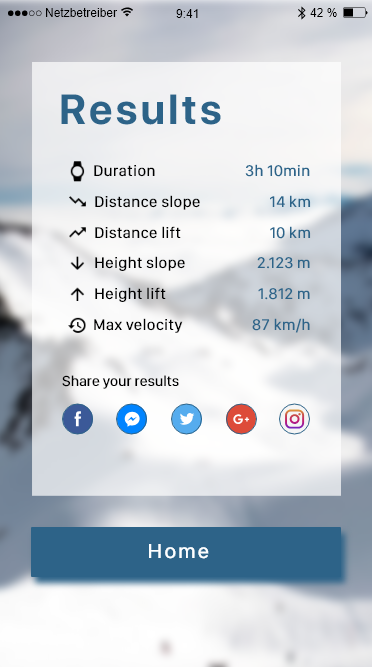 Netzbetreiber 9:41 42 %
Results
Duration 3h 10min
Distance slope 14 km
Distance lift 10 km
Height slope 2.123 m
Height lift 1.812 m
Max velocity 87 km/h
Share your results
Home